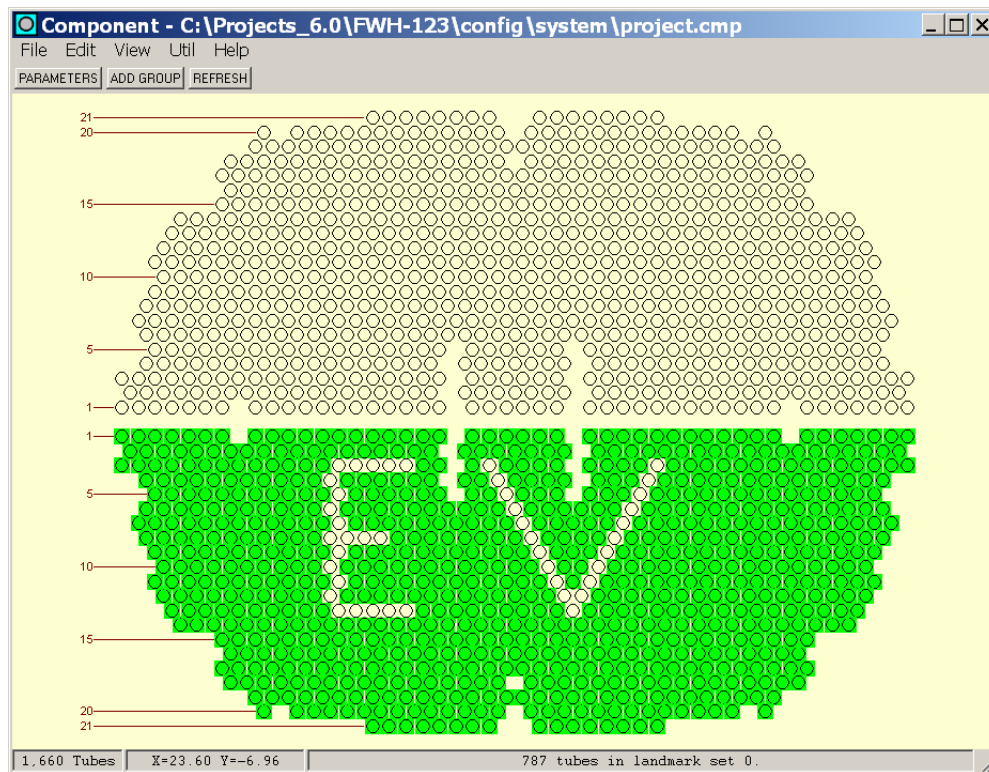 Component - C:\Projects_6.0\FWH-123\config\system\project.cmp
File Edit View Util Help
PARAMETERS ADD GROUP REFRESH
21
20
15
10
5
1
1
5
EV
10
15
20
21
1,660 Tubes X=23.60 Y=-6.96 787 tubes in landmark set 0.